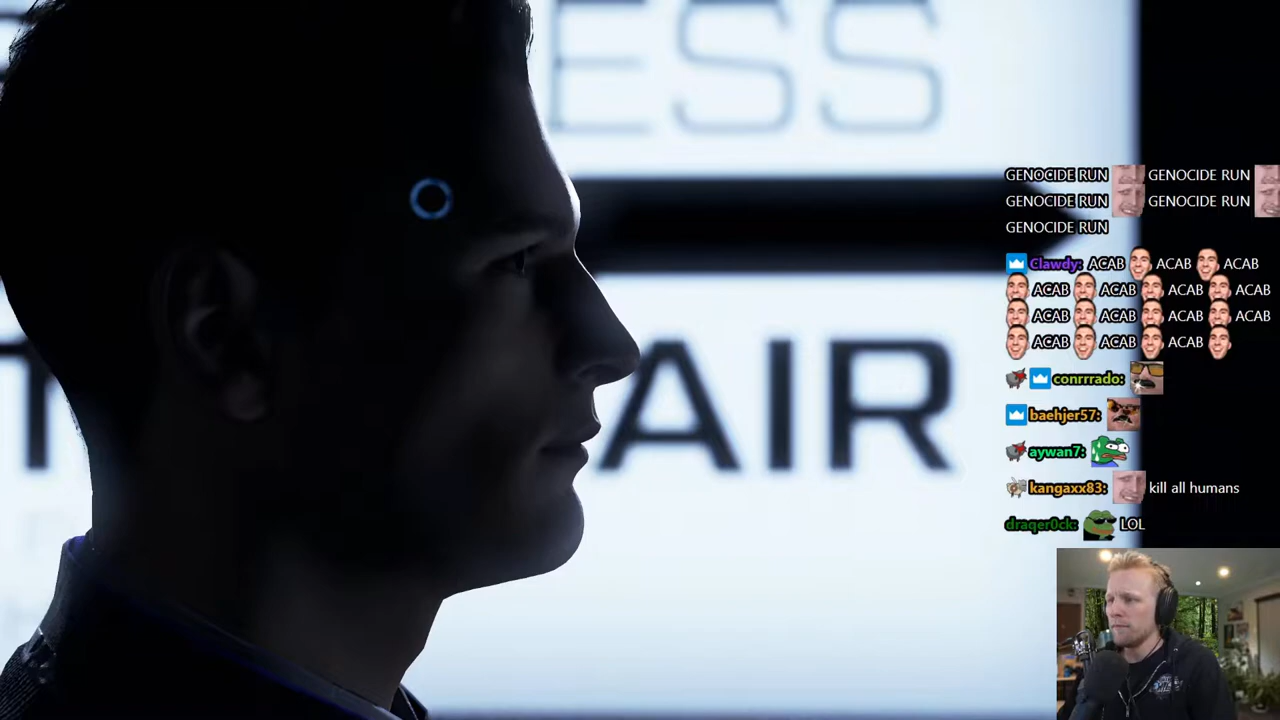 ESS
AIR
GENOCIDE RUN GENOCIDE RUN
GENOCIDE RUN GENOCIDE RUN
GENOCIDE RUN
Clawdy: ACAB ACAB ACAB
ACAB ACAB ACAB ACAB
ACAB ACAB ACAB ACAB
ACAB ACAB ACAB
conrrrado:
baehjer57:
aywan7:
kangaxx83: kill all humans
draqer0ck: LOL